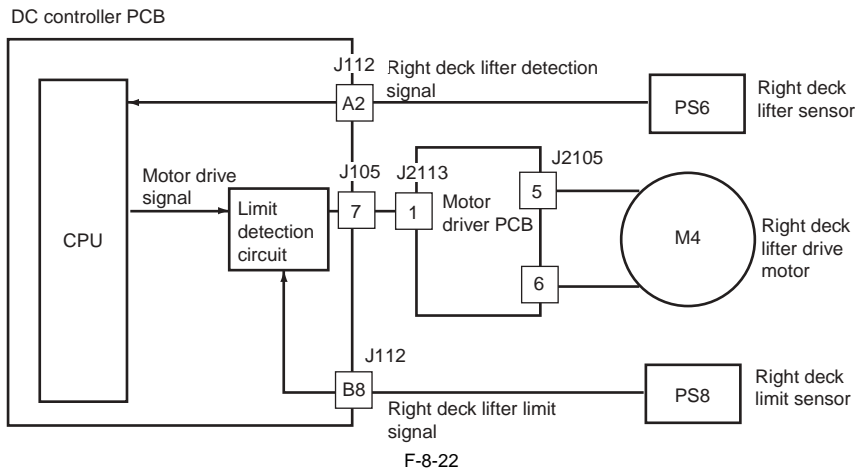 DC controller PCB
J112
Right deck lifter detection
signal
A2
PS6
Right deck
lifter sensor
Motor drive
signal
J105
J2113
J2105
CPU
Limit
detection
circuit
7
1
Motor
driver PCB
5
6
M4
Right deck
lifter drive
motor
J112
B8
Right deck lifter limit
signal
PS8
Right deck
limit sensor
F-8-22